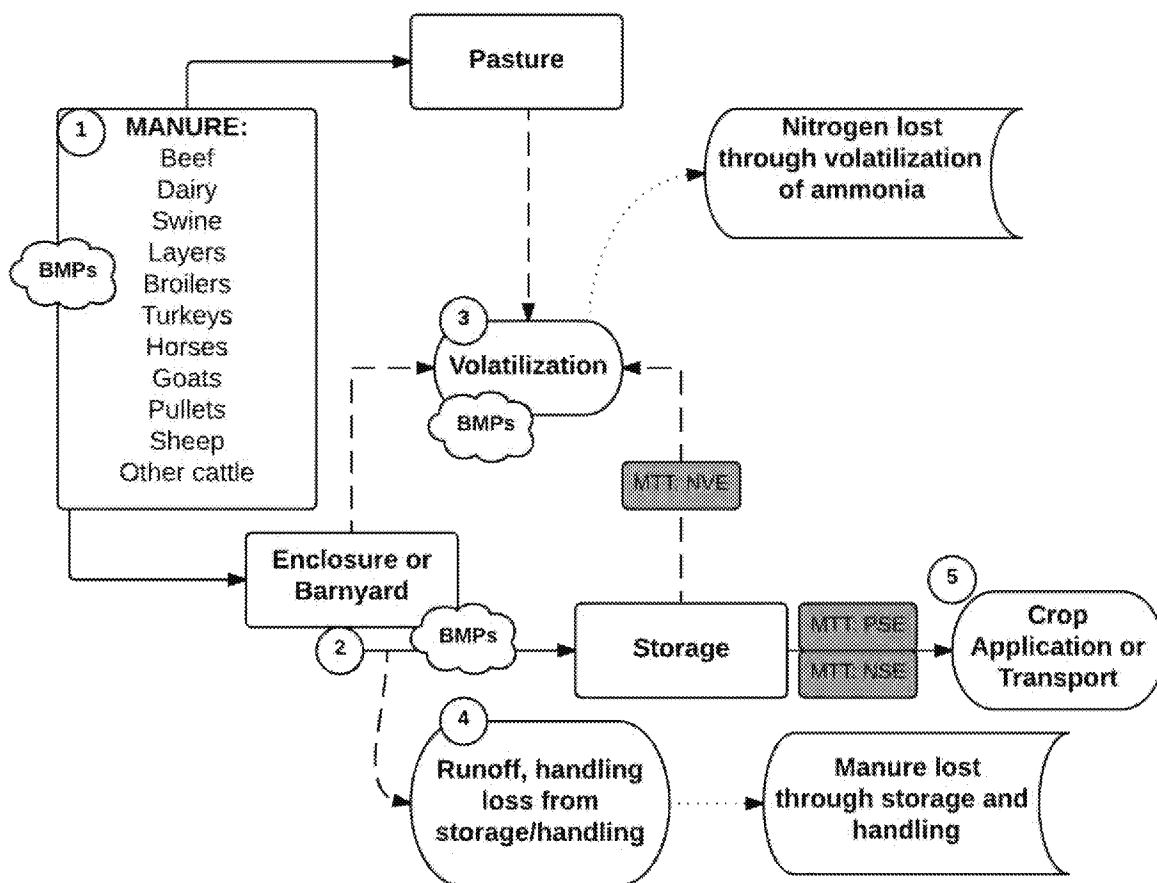 Pasture
1
MANURE:
Beef
Dairy
Swine
Layers
Broilers
Turkeys
Horses
Goats
Pullets
Sheep
Other cattle
BMPs
Nitrogen lost
through volatilization
of ammonia
3
Volatilization
BMPs
MTT: NVE
Enclosure or
Barnyard
2
BMPs
Storage
MTT: PSE
MTT: NSE
5
Crop
Application or
Transport
4
Runoff, handling
loss from
storage/handling
Manure lost
through storage and
handling